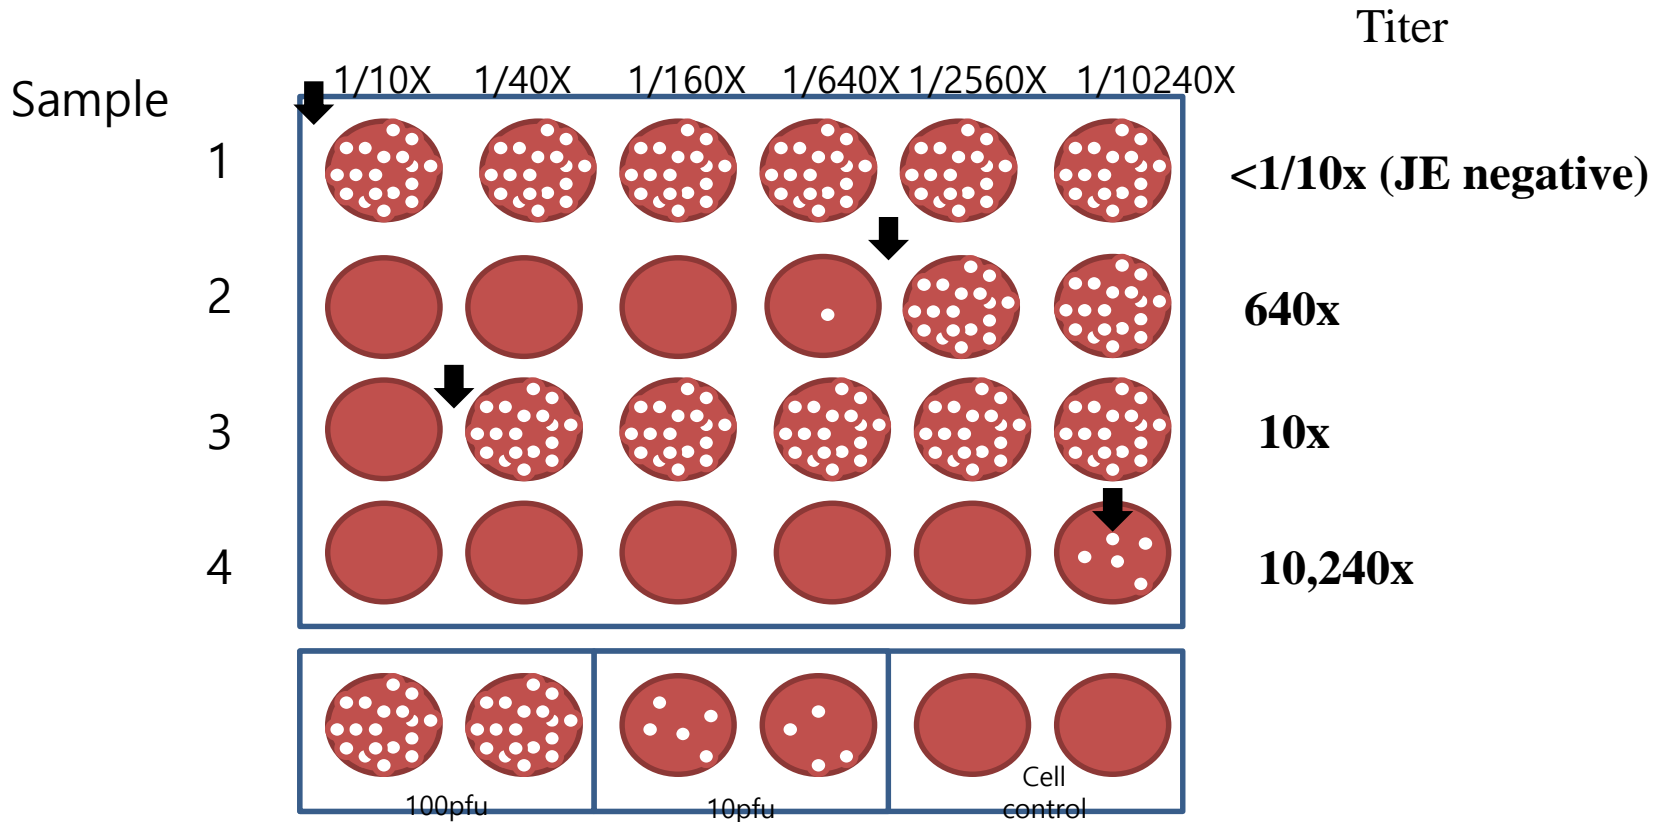 Titer
Sample 1/10X 1/40X 1/160X 1/640X 1/2560X 1/10240X
1 <1/10x (JE negative)
2 640x
3 10x
4 10,240x
100pfu 10pfu Cell
control